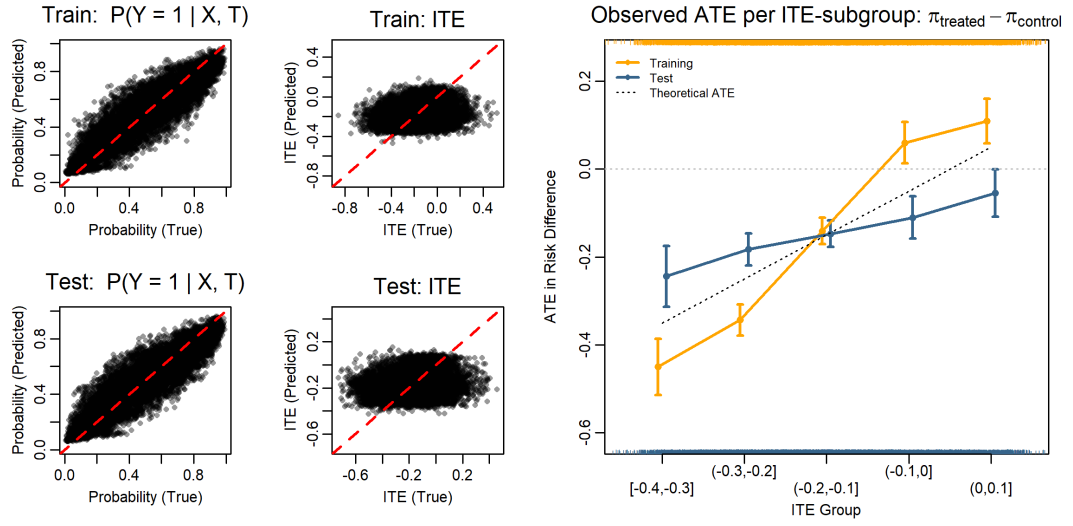 Train: P(Y = 1 | X, T)
Probability (Predicted)
0.0 0.4 0.8
0.0 0.4 0.8
Probability (True)
Train: ITE
ITE (Predicted)
-0.8 -0.4 0.0 0.4
-0.8 -0.4 0.0 0.4
ITE (True)
Test: P(Y = 1 | X, T)
Probability (Predicted)
0.0 0.4 0.8
0.0 0.4 0.8
Probability (True)
Test: ITE
ITE (Predicted)
-0.6 -0.2 0.2
-0.6 -0.2 0.2
ITE (True)
Observed ATE per ITE-subgroup: πtreated − πcontrol
Training
Test
Theoretical ATE
ATE in Risk Difference
-0.6 -0.4 -0.2 0.0 0.2
[-0.4,-0.3] (-0.3,-0.2] (-0.2,-0.1] (-0.1,0] (0,0.1]
ITE Group